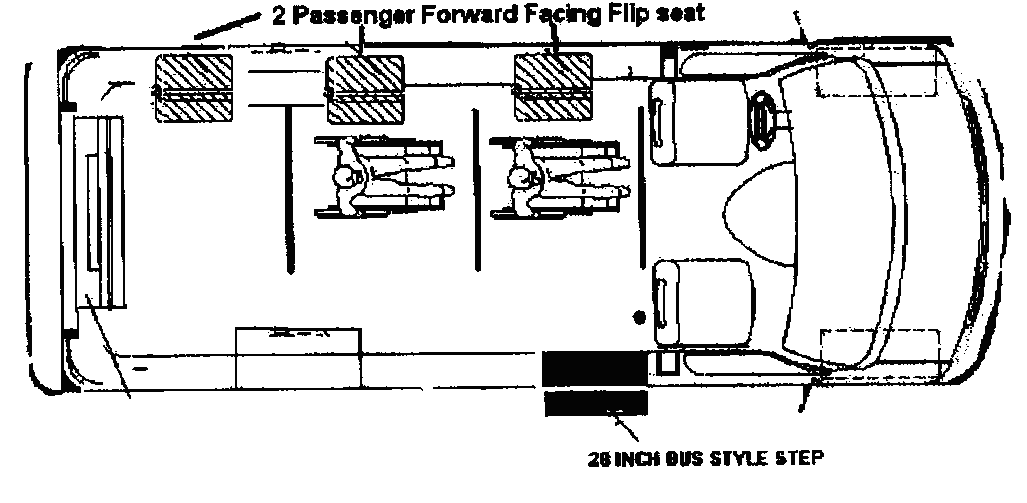 2 Passenger Forward Facing Flip seat
28 INCH BUS STYLE STEP